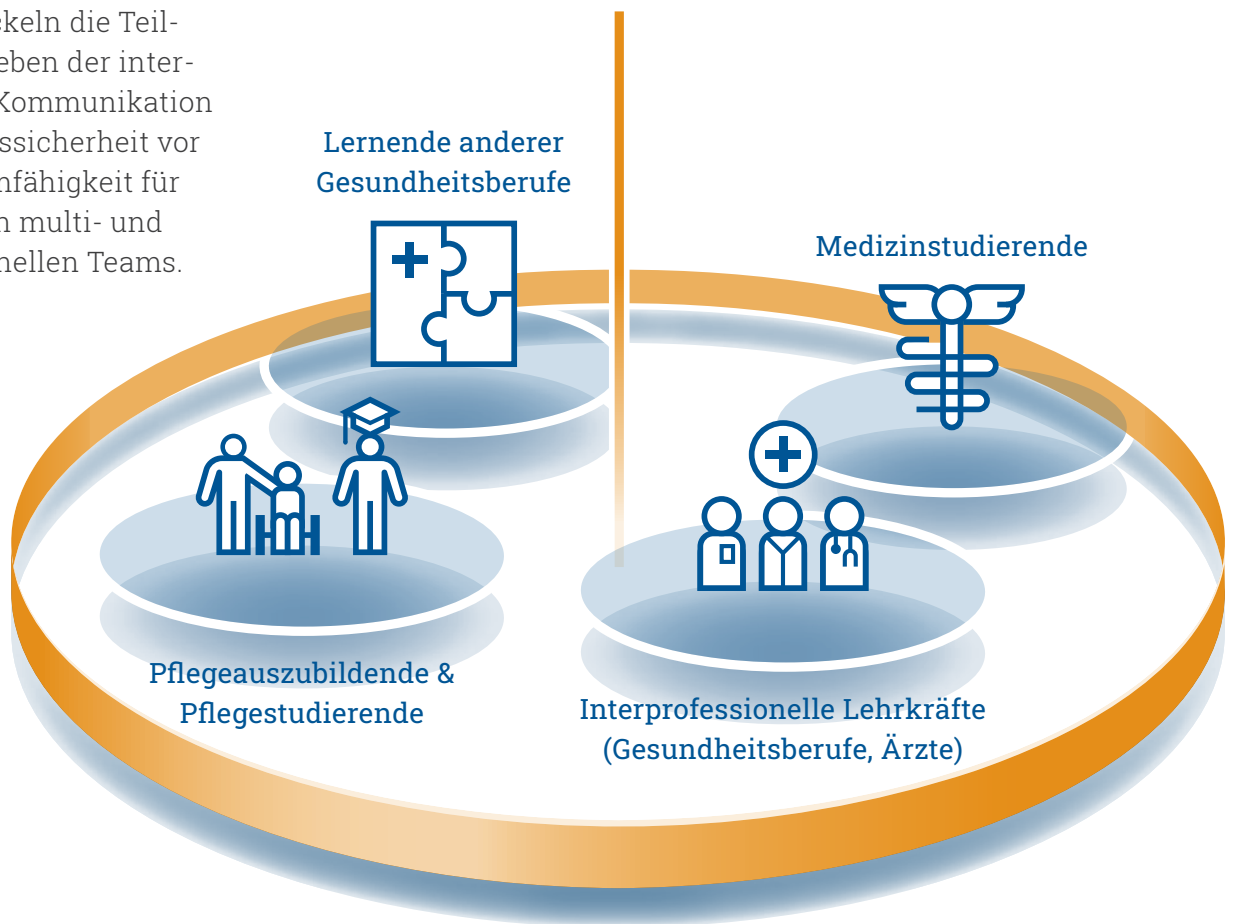 ckeln die Teil-
eben der inter-
Kommunikation
ssicherheit vor
nfähigkeit für
n multi- und
nellen Teams.
Lernende anderer
Gesundheitsberufe
Medizinstudierende
Pflegeauszubildende &
Pflegestudierende
Interprofessionelle Lehrkräfte
(Gesundheitsberufe, Ärzte)